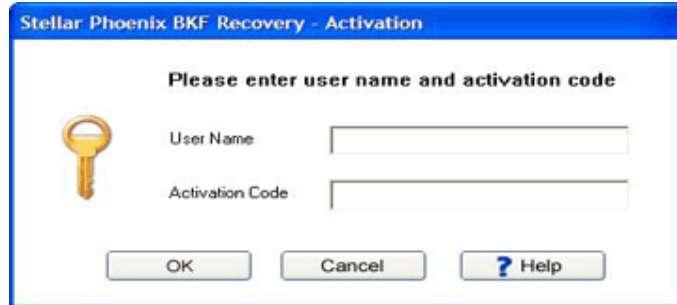 Stellar Phoenix BKF Recovery - Activation
Please enter user name and activation code
User Name
Activation Code
OK
Cancel
? Help